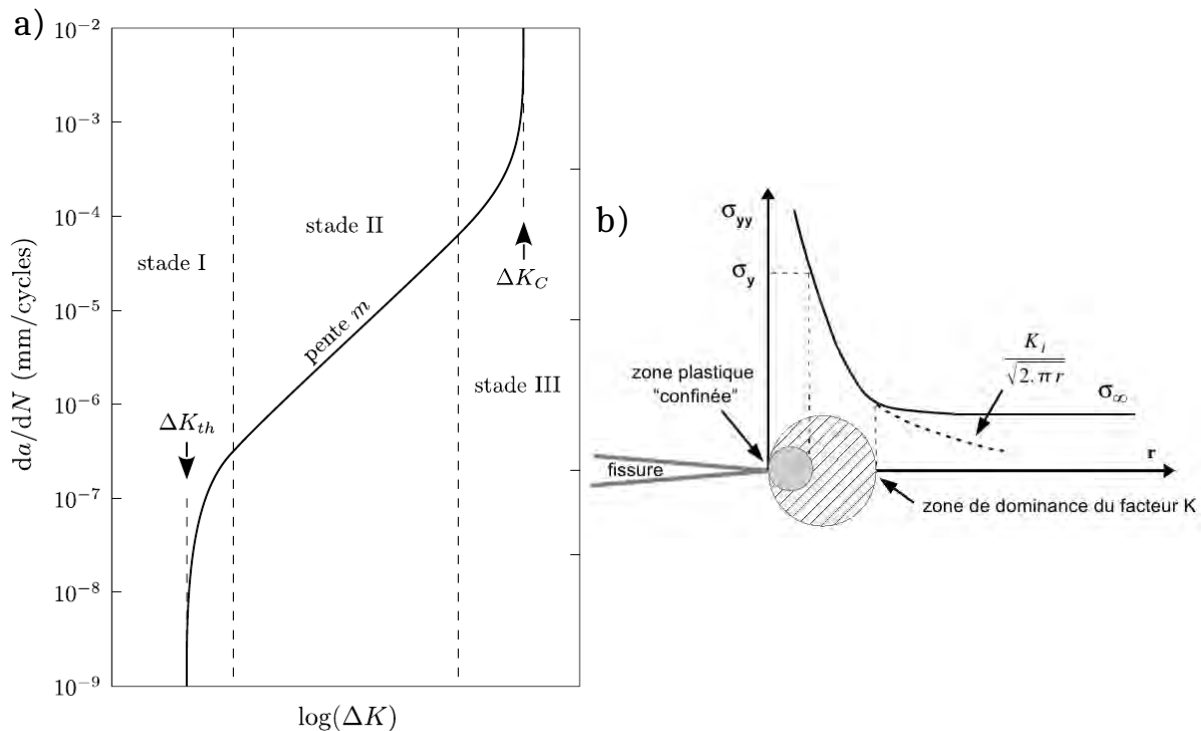 a)
10⁻²
10⁻³
10⁻⁴
10⁻⁵
10⁻⁶
10⁻⁷
10⁻⁸
10⁻⁹
da/dN (mm/cycles)
log(ΔK)
stade I
stade II
stade III
pente m
ΔK_th
ΔK_C
b)
σ_yy
σ_y
K_I
√2.πr
σ_∞
r
zone plastique
"confinée"
fissure
zone de dominance du facteur K